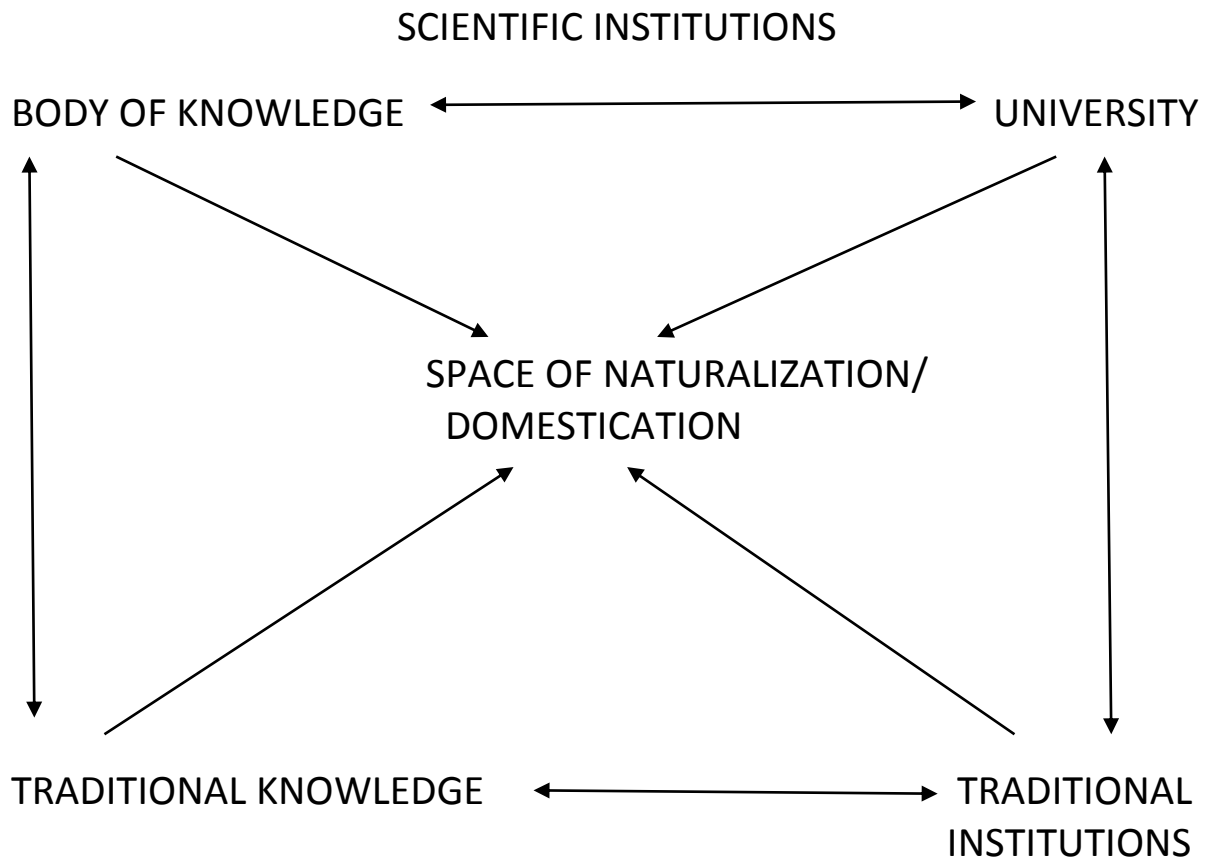 SCIENTIFIC INSTITUTIONS
BODY OF KNOWLEDGE
UNIVERSITY
SPACE OF NATURALIZATION/
DOMESTICATION
TRADITIONAL KNOWLEDGE
TRADITIONAL
INSTITUTIONS